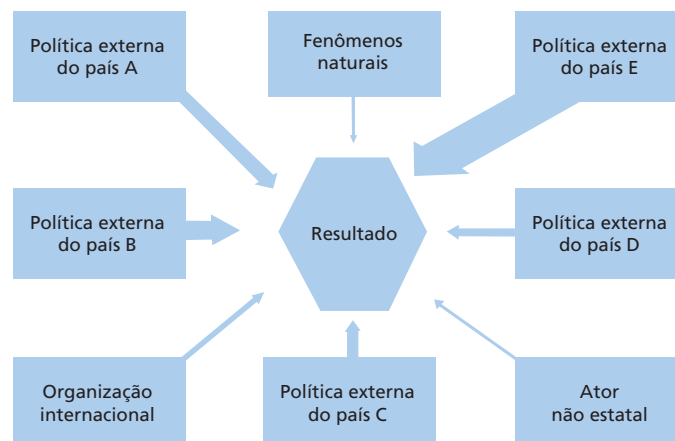 Política externa
do país A
Fenômenos
naturais
Política externa
do país E
Política externa
do país B
Resultado
Política externa
do país D
Organização
internacional
Política externa
do país C
Ator
não estatal